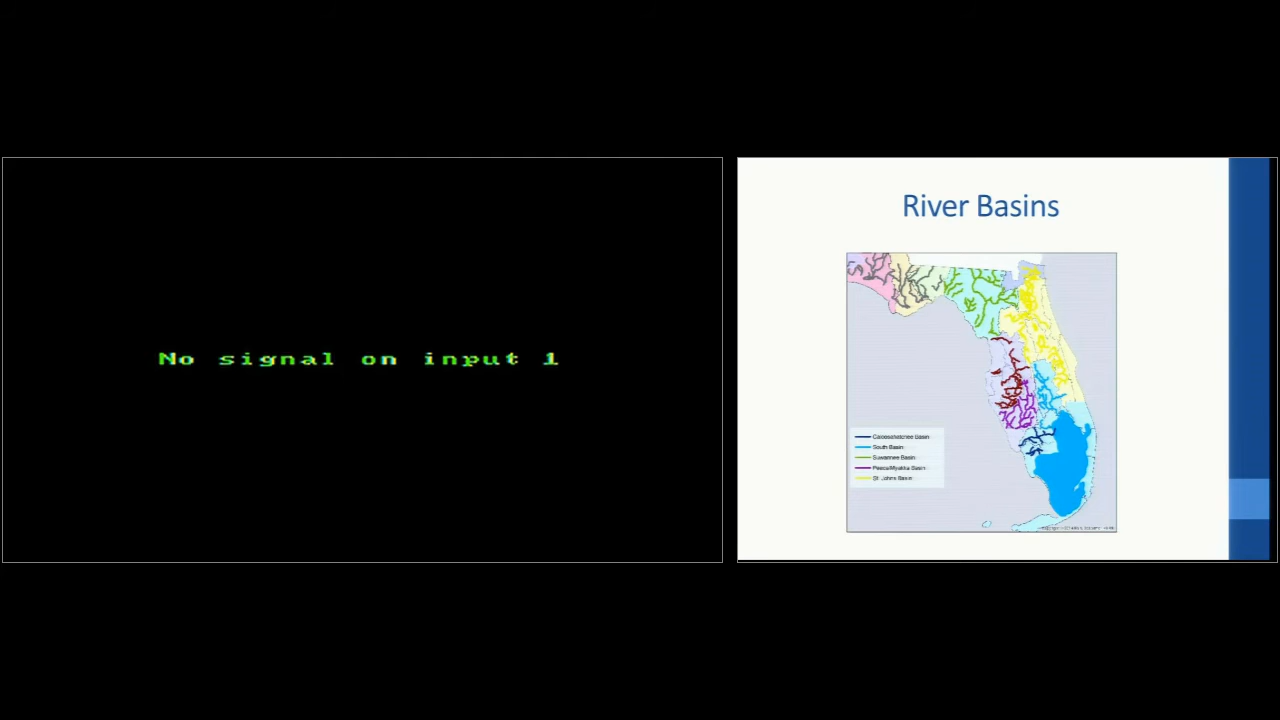 No signal on input 1
River Basins
Caloosahatchee Basin
South Basin
Suwannee Basin
Peace/Myakka Basin
St. Johns Basin